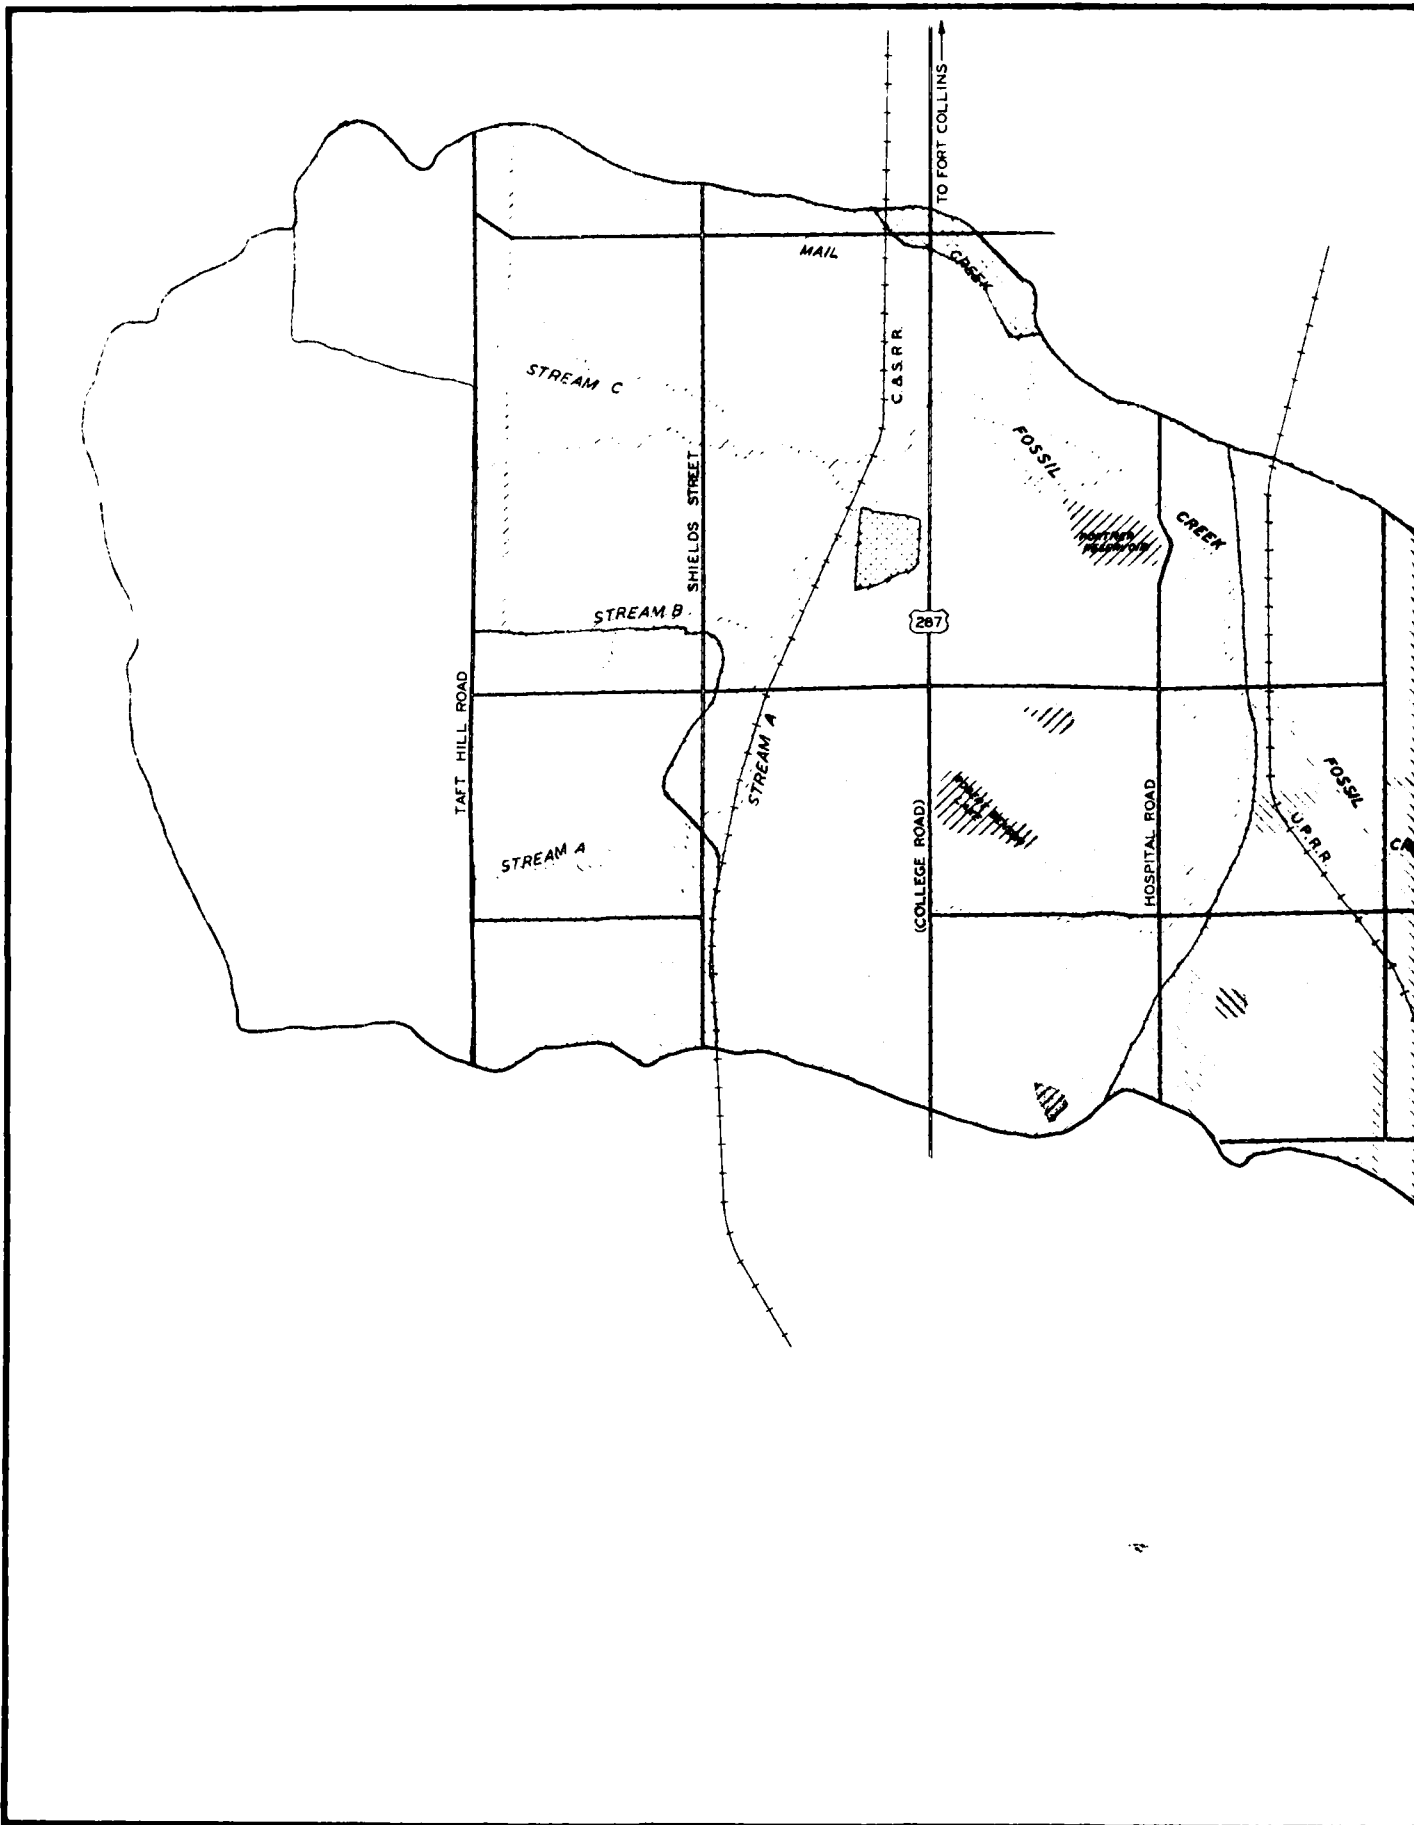 TO FORT COLLINS
MAIL
CREEK
C. & S. R. R.
STREAM C
FOSSIL
SHIELDS STREET
CREEK
RESERVOIR
STREAM B
287
TAFT HILL ROAD
STREAM A
FOSSIL
HOSPITAL ROAD
(COLLEGE ROAD)
U.P.R.R.
STREAM A